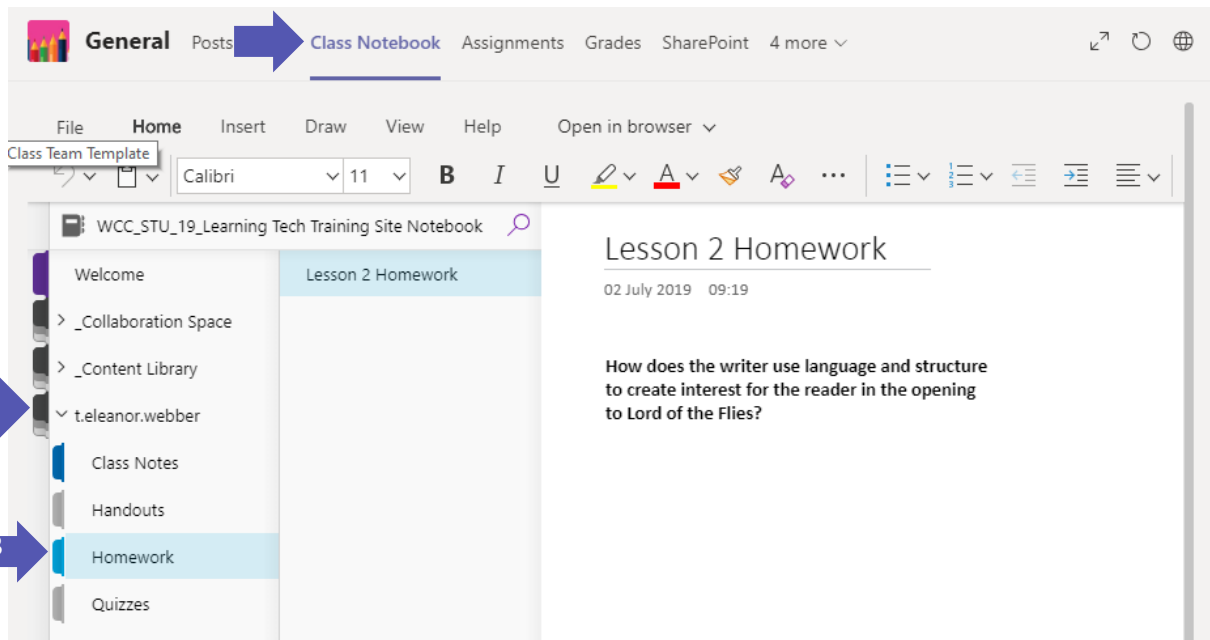 General Posts Class Notebook Assignments Grades SharePoint 4 more
File Home Insert Draw View Help Open in browser
Class Team Template
Calibri 11 B I U A A ...
WCC_STU_19_Learning Tech Training Site Notebook
Welcome
_Collaboration Space
_Content Library
t.eleanor.webber
Class Notes
Handouts
Homework
Quizzes
Lesson 2 Homework
Lesson 2 Homework
02 July 2019 09:19
How does the writer use language and structure
to create interest for the reader in the opening
to Lord of the Flies?